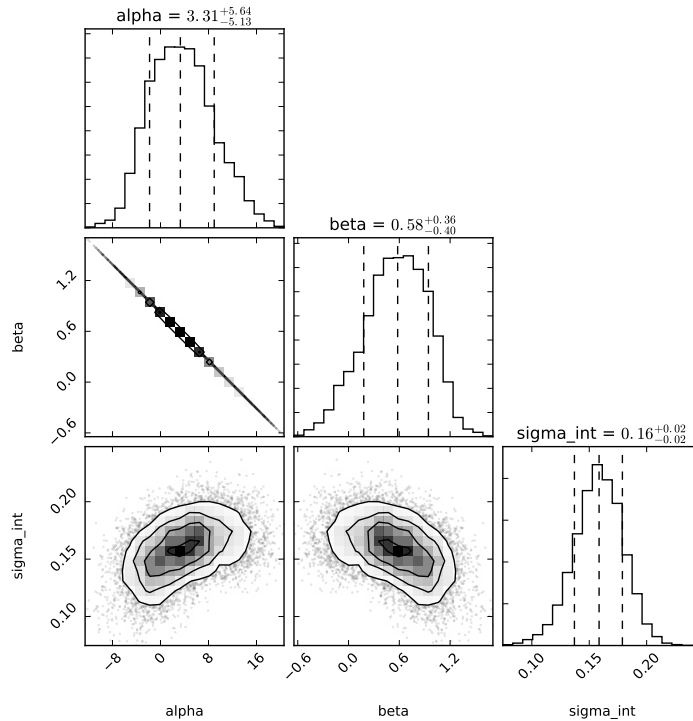 alpha = 3.31+5.64−5.13
beta = 0.58+0.36−0.40
sigma_int = 0.16+0.02−0.02
beta
1.2
0.6
0.0
−0.6
sigma_int
0.20
0.15
0.10
−8 0 8 16
−0.6 0.0 0.6 1.2
0.10 0.15 0.20
alpha beta sigma_int